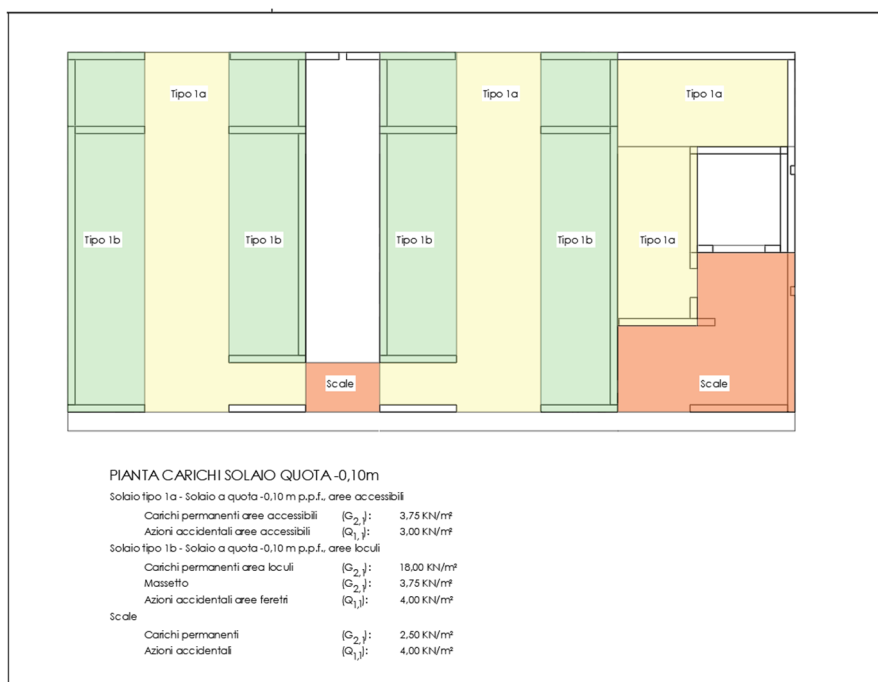 Tipo 1a
Tipo 1a
Tipo 1a
Tipo 1b
Tipo 1b
Tipo 1b
Tipo 1b
Tipo 1a
Scale
Scale
PIANTA CARICHI SOLAIO QUOTA -0,10m
Solaio tipo 1a - Solaio a quota -0,10 m p.p.f., aree accessibili
Carichi permanenti aree accessibili (G2,1): 3,75 KN/m²
Azioni accidentali aree accessibili (Q1,1): 3,00 KN/m²
Solaio tipo 1b - Solaio a quota -0,10 m p.p.f., aree loculi
Carichi permanenti area loculi (G2,1): 18,00 KN/m²
Massetto (G2,1): 3,75 KN/m²
Azioni accidentali aree feretri (Q1,1): 4,00 KN/m²
Scale
Carichi permanenti (G2,1): 2,50 KN/m²
Azioni accidentali (Q1,1): 4,00 KN/m²